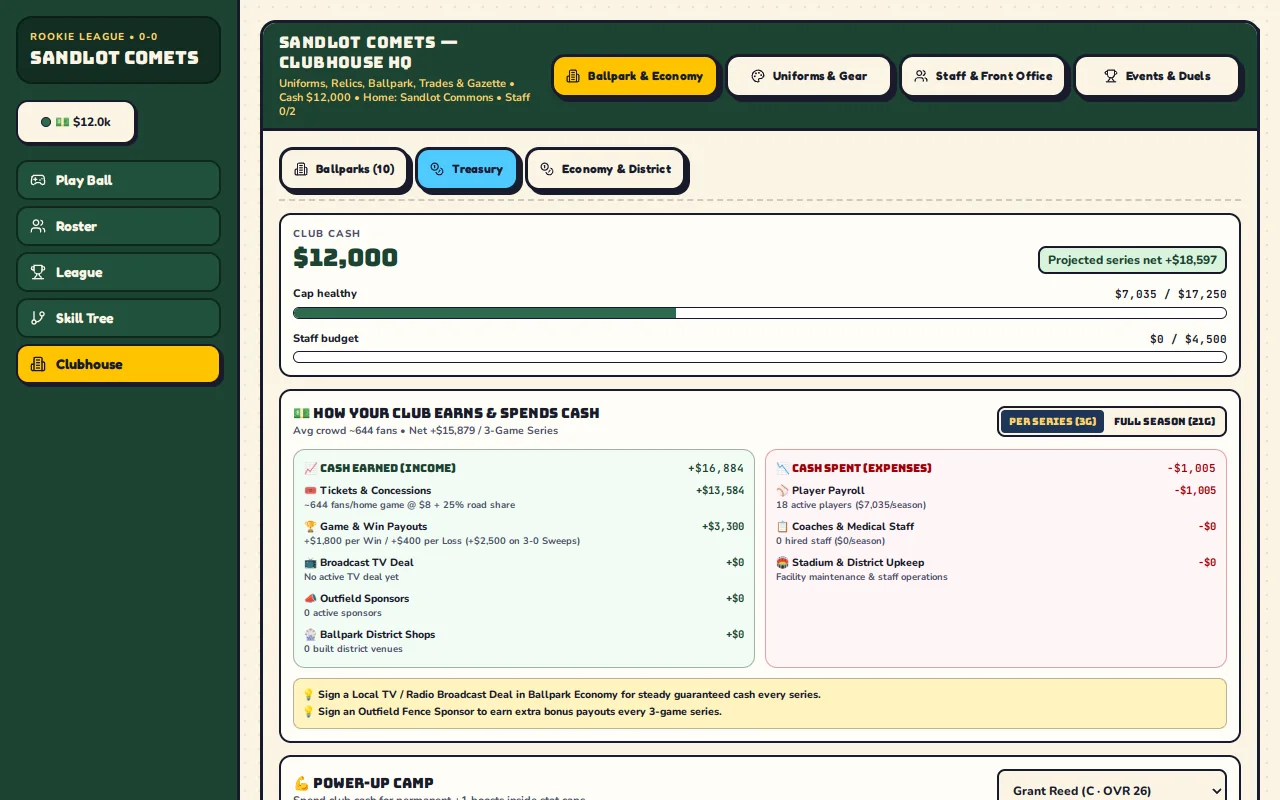 ROOKIE LEAGUE • 0-0
SANDLOT COMETS
💵 $12.0k
Play Ball
Roster
League
Skill Tree
Clubhouse
SANDLOT COMETS —
CLUBHOUSE HQ
Uniforms, Relics, Ballpark, Trades & Gazette •
Cash $12,000 • Home: Sandlot Commons • Staff
0/2
Ballpark & Economy
Uniforms & Gear
Staff & Front Office
Events & Duels
Ballparks (10)
Treasury
Economy & District
CLUB CASH
$12,000
Projected series net +$18,597
Cap healthy
$7,035 / $17,250
Staff budget
$0 / $4,500
💵 HOW YOUR CLUB EARNS & SPENDS CASH
Avg crowd ~644 fans • Net +$15,879 / 3-Game Series
PER SERIES (3G)
FULL SEASON (21G)
📈 CASH EARNED (INCOME)
+$16,884
🎟️ Tickets & Concessions
+$13,584
~644 fans/home game @ $8 + 25% road share
🏆 Game & Win Payouts
+$3,300
+$1,800 per Win / +$400 per Loss (+$2,500 on 3-0 Sweeps)
📺 Broadcast TV Deal
+$0
No active TV deal yet
📣 Outfield Sponsors
+$0
0 active sponsors
🎡 Ballpark District Shops
+$0
0 built district venues
📉 CASH SPENT (EXPENSES)
-$1,005
⚾ Player Payroll
-$1,005
18 active players ($7,035/season)
📋 Coaches & Medical Staff
-$0
0 hired staff ($0/season)
🏟️ Stadium & District Upkeep
-$0
Facility maintenance & staff operations
💡 Sign a Local TV / Radio Broadcast Deal in Ballpark Economy for steady guaranteed cash every series.
💡 Sign an Outfield Fence Sponsor to earn extra bonus payouts every 3-game series.
💪 POWER-UP CAMP
Spend club cash for permanent +1 boosts inside stat caps
Grant Reed (C · OVR 26)